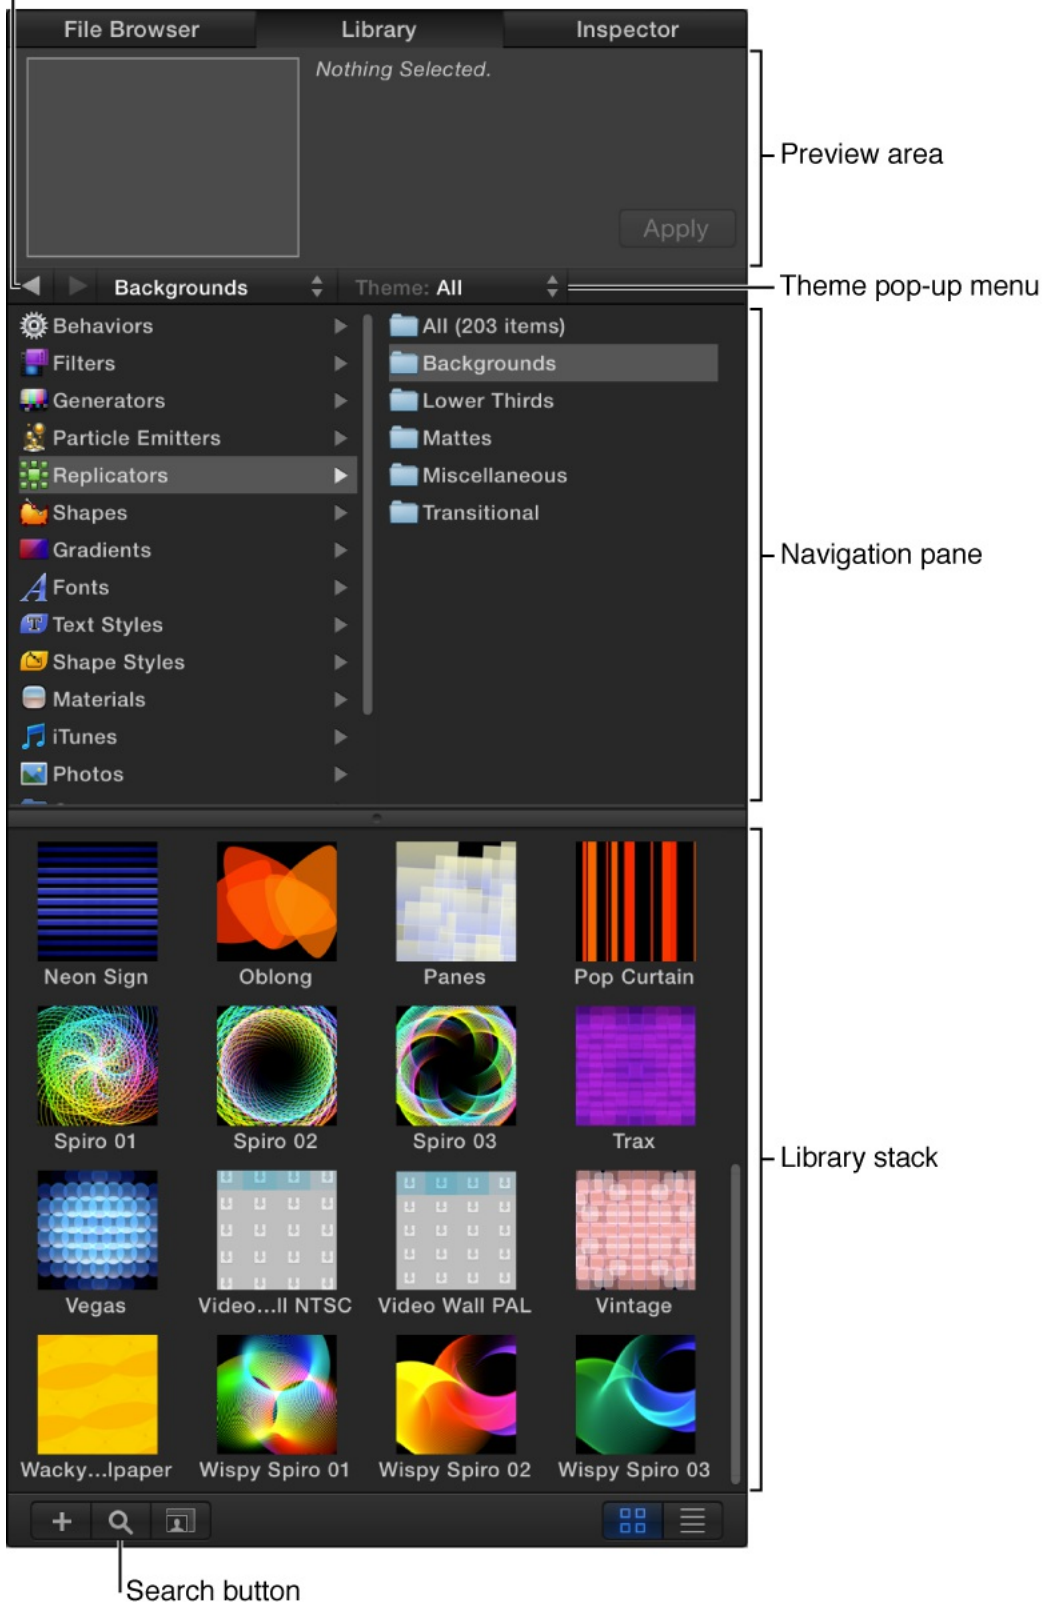 File Browser
Library
Inspector
Nothing Selected.
Preview area
Apply
Backgrounds
Theme: All
Theme pop-up menu
Behaviors
Filters
Generators
Particle Emitters
Replicators
Shapes
Gradients
Fonts
Text Styles
Shape Styles
Materials
iTunes
Photos
All (203 items)
Backgrounds
Lower Thirds
Mattes
Miscellaneous
Transitional
Navigation pane
Neon Sign
Oblong
Panes
Pop Curtain
Spiro 01
Spiro 02
Spiro 03
Trax
Library stack
Vegas
Video...ll NTSC
Video Wall PAL
Vintage
Wacky...lpaper
Wispy Spiro 01
Wispy Spiro 02
Wispy Spiro 03
Search button